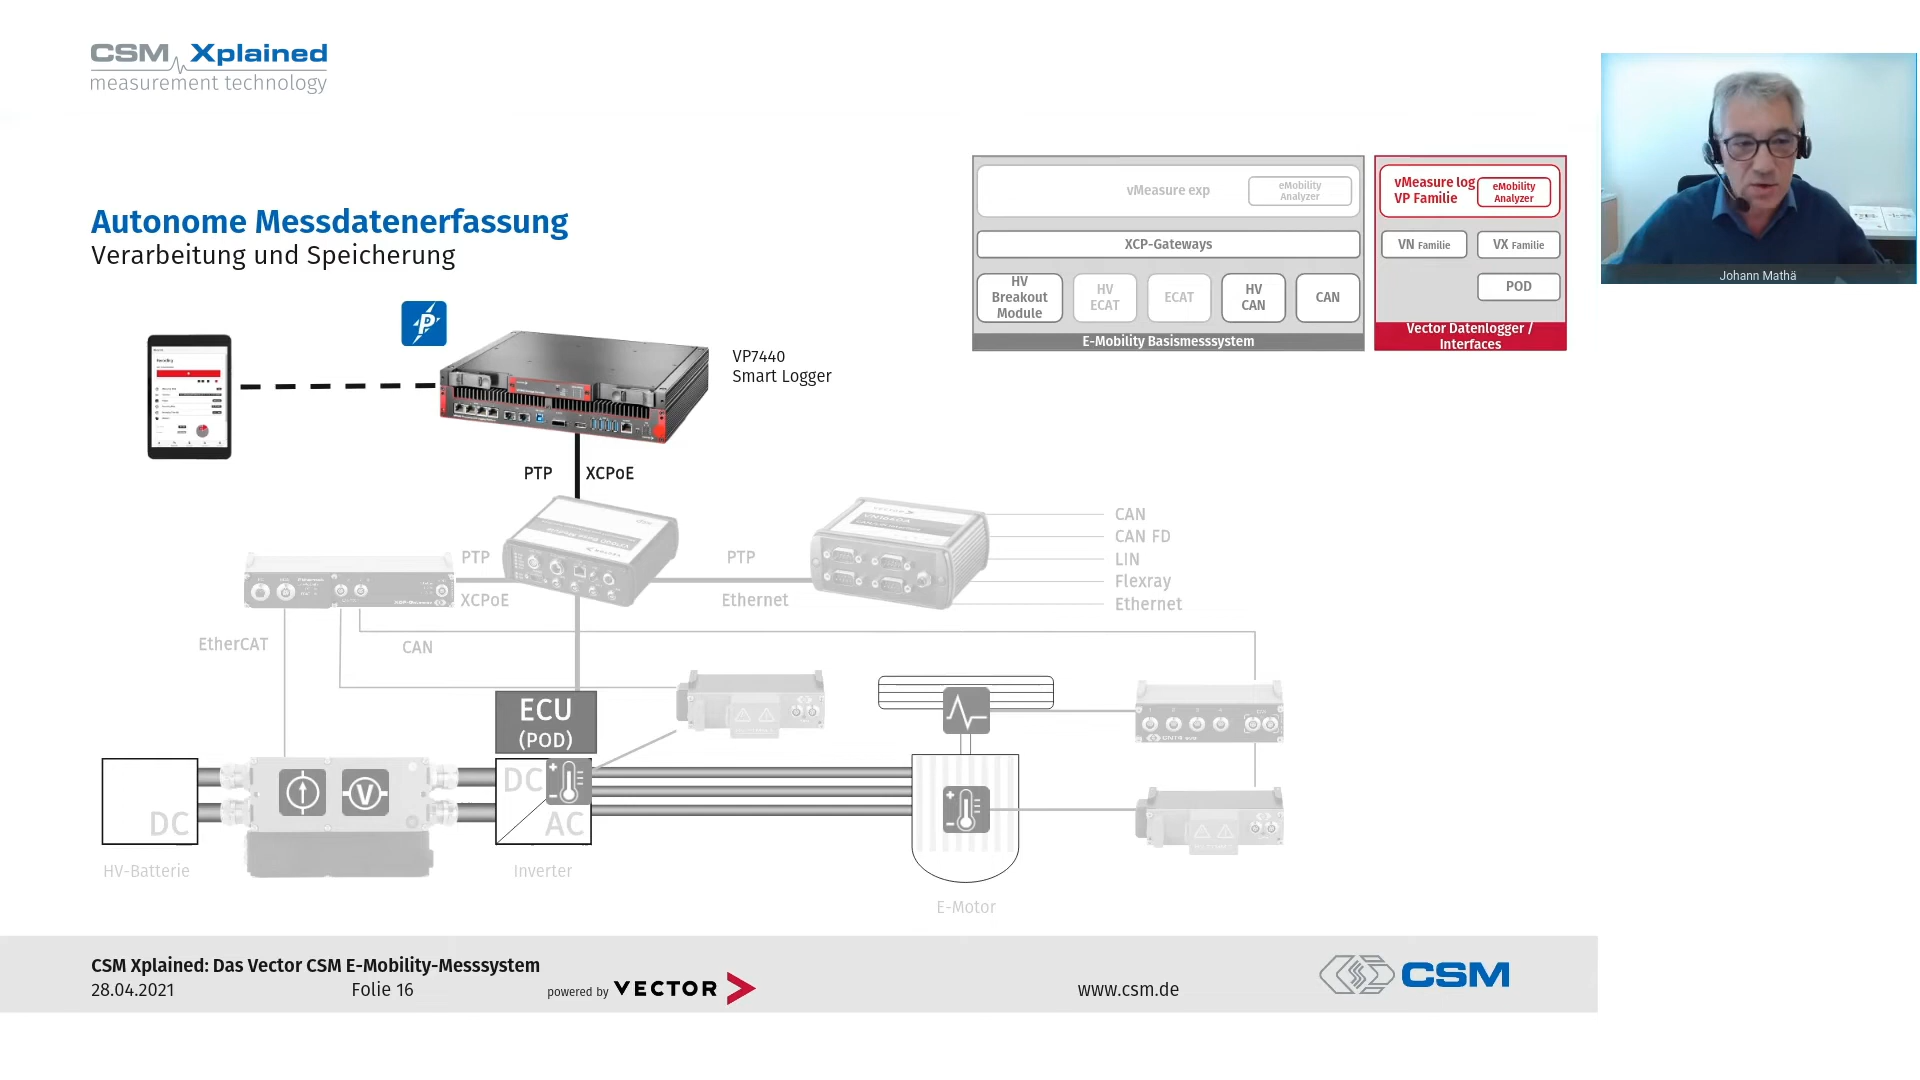 CSM Xplained
measurement technology
Autonome Messdatenerfassung
Verarbeitung und Speicherung
vMeasure exp
eMobility
Analyzer
XCP-Gateways
HV
Breakout
Module
HV
ECAT
ECAT
HV
CAN
CAN
E-Mobility Basismesssystem
vMeasure log
VP Familie
eMobility
Analyzer
VN Familie
VX Familie
POD
Vector Datenlogger /
Interfaces
Johann Mathä
VP7440
Smart Logger
PTP
XCPoE
PTP
XCPoE
PTP
Ethernet
CAN
CAN FD
LIN
Flexray
Ethernet
EtherCAT
CAN
ECU
(POD)
DC
DC
AC
V
HV-Batterie
Inverter
E-Motor
CSM Xplained: Das Vector CSM E-Mobility-Messsystem
28.04.2021
Folie 16
powered by VECTOR
www.csm.de
CSM